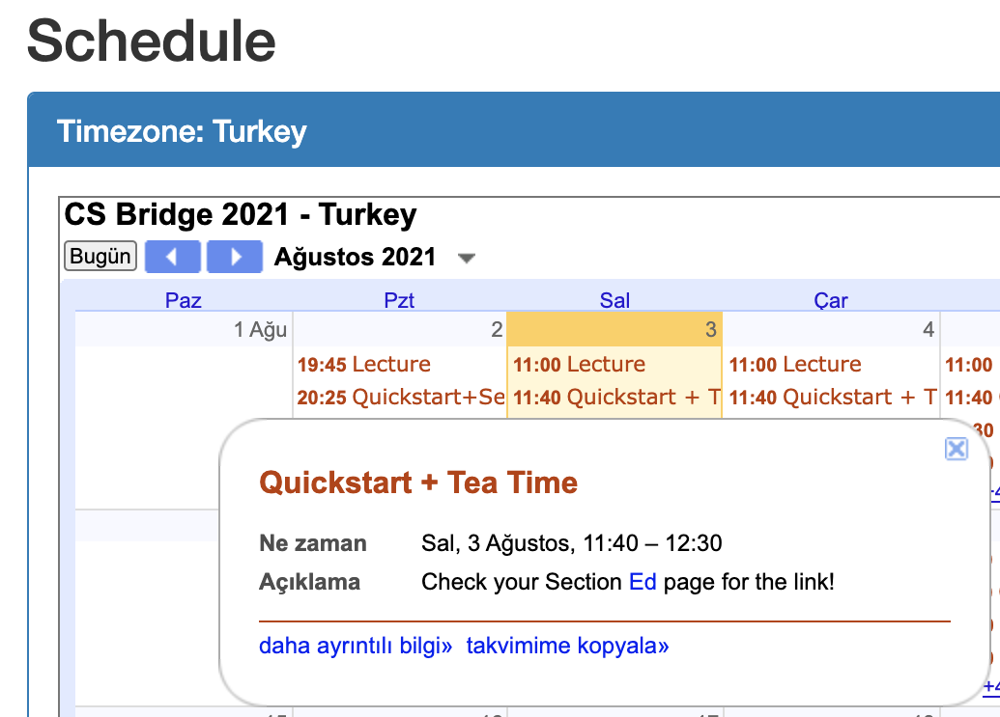 Schedule
Timezone: Turkey
CS Bridge 2021 - Turkey
Bugün Ağustos 2021
Paz Pzt Sal Çar
1 Ağu 2 3 4
19:45 Lecture 11:00 Lecture 11:00 Lecture 11:00
20:25 Quickstart+Se 11:40 Quickstart + T 11:40 Quickstart + T 11:40
30
Quickstart + Tea Time
Ne zaman Sal, 3 Ağustos, 11:40 – 12:30
Açıklama Check your Section Ed page for the link!
daha ayrıntılı bilgi» takvimime kopyala»
+4